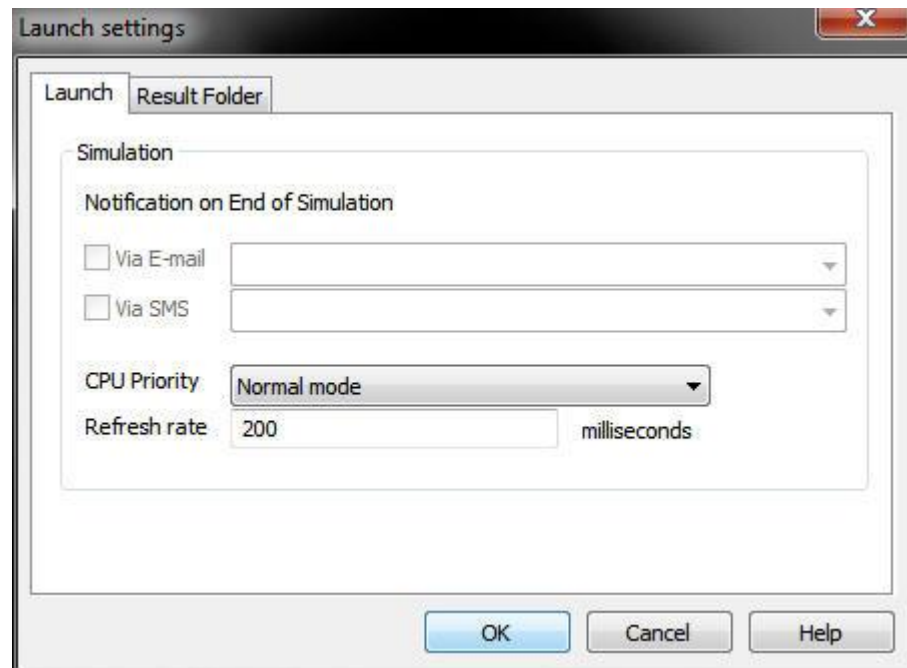 Launch settings
Launch Result Folder
Simulation
Notification on End of Simulation
Via E-mail
Via SMS
CPU Priority Normal mode
Refresh rate 200 milliseconds
OK Cancel Help